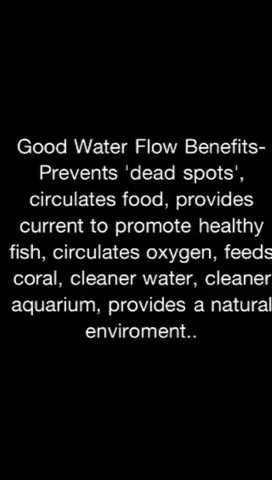 Good Water Flow Benefits-
Prevents 'dead spots',
circulates food, provides
current to promote healthy
fish, circulates oxygen, feeds
coral, cleaner water, cleaner
aquarium, provides a natural
enviroment..